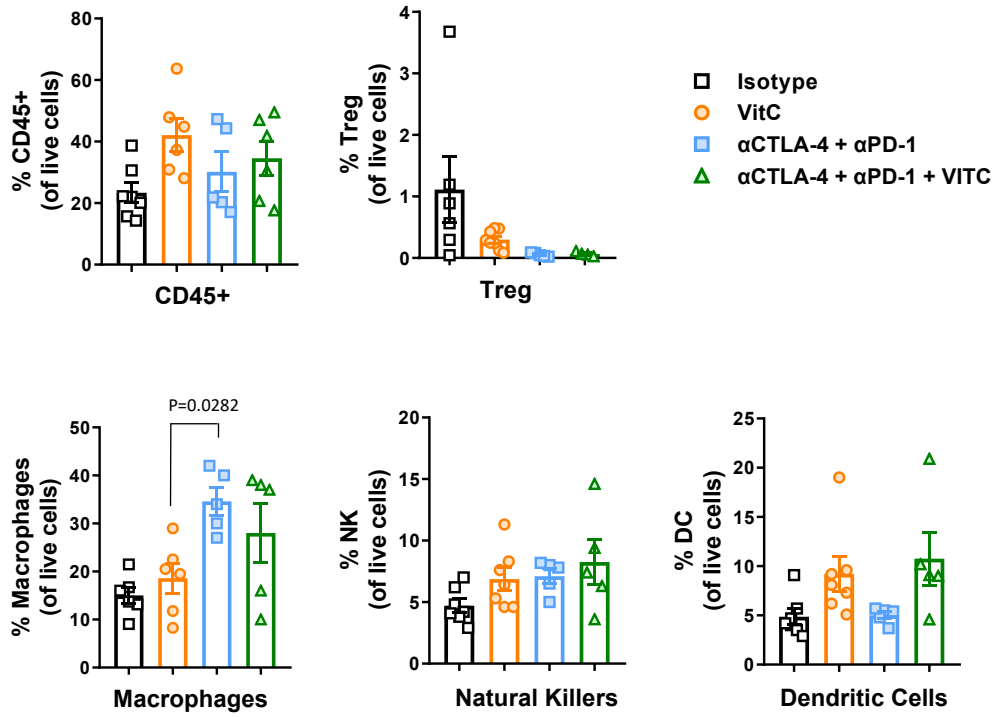 % CD45+
(of live cells)
80
60
40
20
0
CD45+
% Treg
(of live cells)
4
3
2
1
0
Treg
Isotype
VitC
αCTLA-4 + αPD-1
αCTLA-4 + αPD-1 + VITC
% Macrophages
(of live cells)
50
40
30
20
10
0
P=0.0282
Macrophages
% NK
(of live cells)
20
15
10
5
0
Natural Killers
% DC
(of live cells)
25
20
15
10
5
0
Dendritic Cells